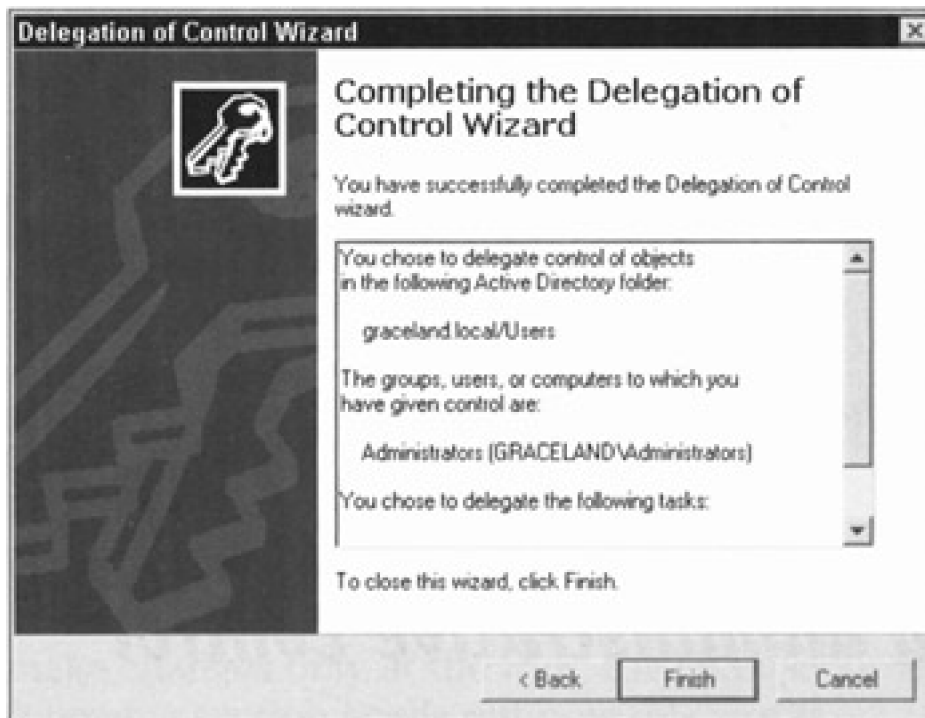 Delegation of Control Wizard
Completing the Delegation of
Control Wizard
You have successfully completed the Delegation of Control
wizard.
You chose to delegate control of objects
in the following Active Directory folder:
graceland.local/Users
The groups, users, or computers to which you
have given control are:
Administrators (GRACELAND\Administrators)
You chose to delegate the following tasks:
To close this wizard, click Finish.
< Back
Finish
Cancel